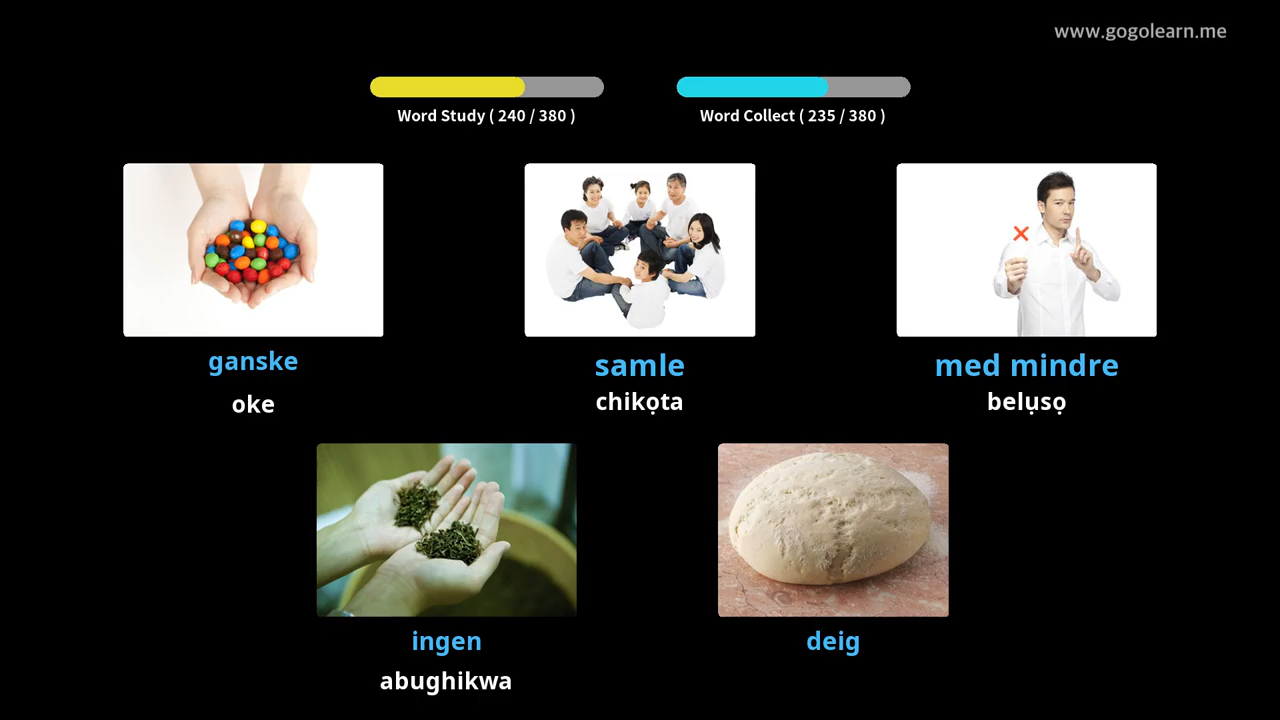 www.gogolearn.me
Word Study ( 240 / 380 )
Word Collect ( 235 / 380 )
ganske
oke
samle
chikọta
med mindre
belụsọ
ingen
abughikwa
deig